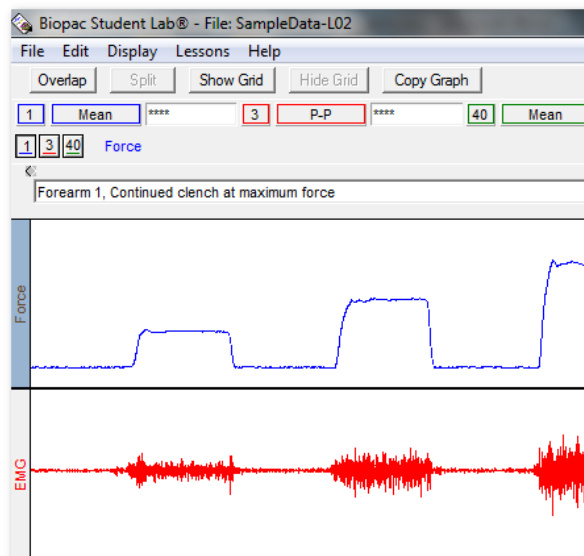 Biopac Student Lab® - File: SampleData-L02
File Edit Display Lessons Help
Overlap Split Show Grid Hide Grid Copy Graph
1 Mean **** 3 P-P **** 40 Mean
1 3 40 Force
Forearm 1, Continued clench at maximum force
Force
EMG